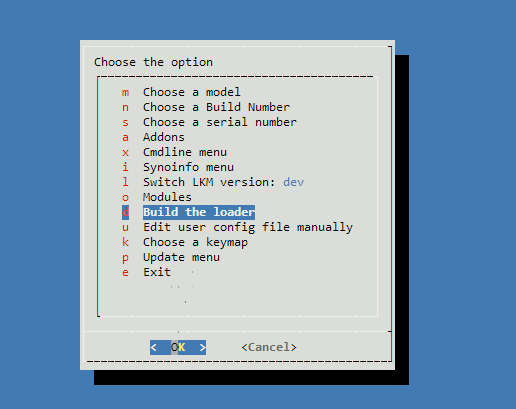 Choose the option
m Choose a model
n Choose a Build Number
s Choose a serial number
a Addons
x Cmdline menu
i Synoinfo menu
l Switch LKM version: dev
o Modules
d Build the loader
u Edit user config file manually
k Choose a keymap
p Update menu
e Exit
< OK > <Cancel>